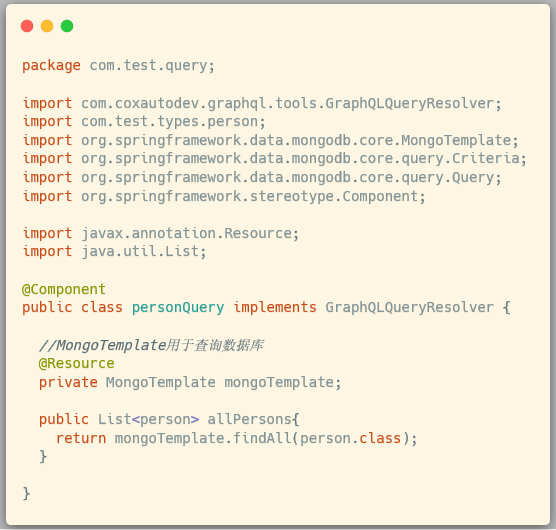 package com.test.query;
import com.coxautodev.graphql.tools.GraphQLQueryResolver;
import com.test.types.person;
import org.springframework.data.mongodb.core.MongoTemplate;
import org.springframework.data.mongodb.core.query.Criteria;
import org.springframework.data.mongodb.core.query.Query;
import org.springframework.stereotype.Component;
import javax.annotation.Resource;
import java.util.List;
@Component
public class personQuery implements GraphQLQueryResolver {
//MongoTemplate用于查询数据库
@Resource
private MongoTemplate mongoTemplate;
public List<person> allPersons{
return mongoTemplate.findAll(person.class);
}
}